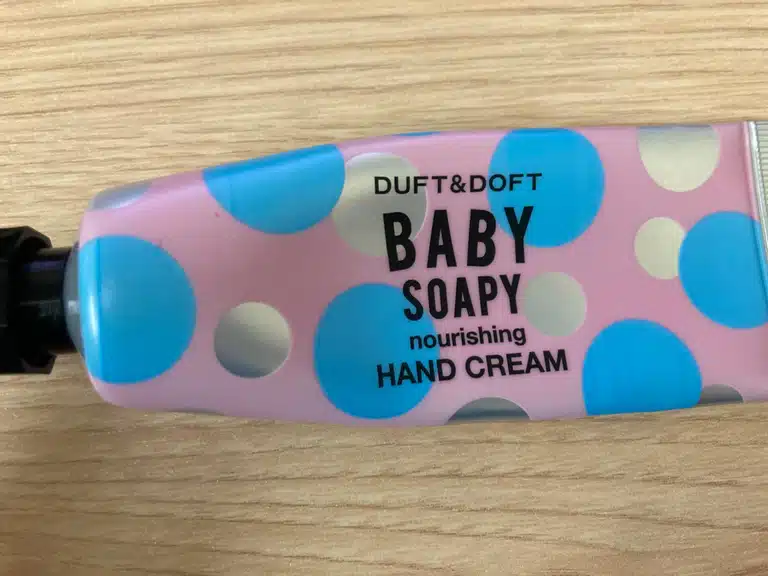 DUFT&DOFT
BABY
SOAPY
nourishing
HAND CREAM